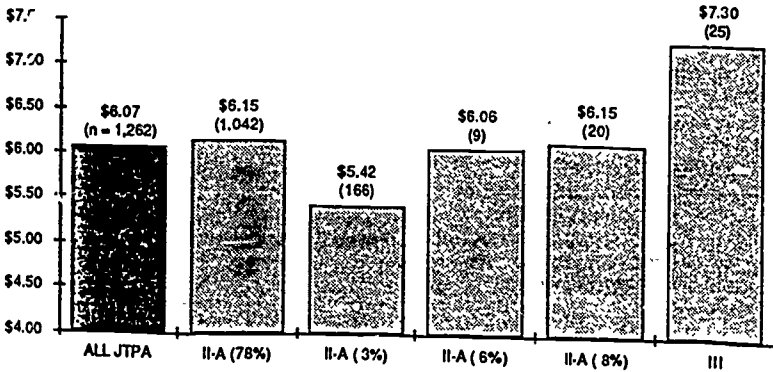 $7.30
(25)
$6.07
(n = 1,262)
$6.15
(1,042)
$5.42
(166)
$6.06
(9)
$6.15
(20)
$6.50
$6.00
$5.50
$5.00
$4.50
$4.00
ALL JTPA
II-A (78%)
II-A ( 3%)
II-A ( 6%)
II-A ( 8%)
III